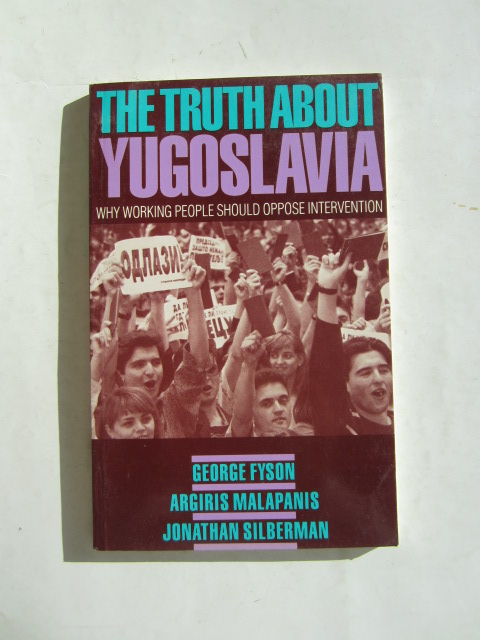 THE TRUTH ABOUT
YUGOSLAVIA
WHY WORKING PEOPLE SHOULD OPPOSE INTERVENTION
ОДЛАЗИ
GEORGE FYSON
ARGIRIS MALAPANIS
JONATHAN SILBERMAN